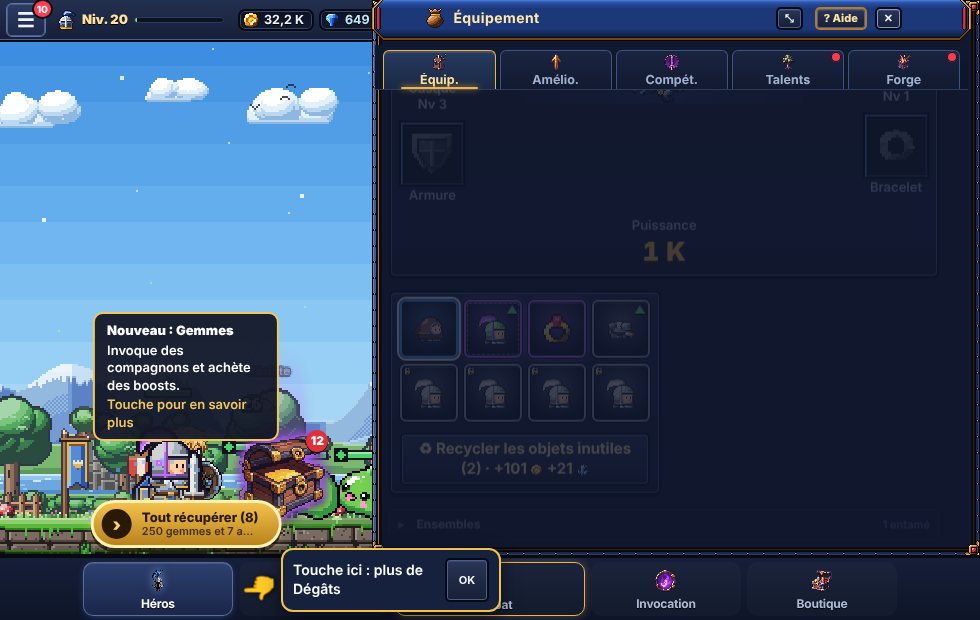 10
Niv. 20
32,2 K
649
Équipement
? Aide
Équip.
Amélio.
Compét.
Talents
Forge
Casque
Nv 3
Nv 1
Armure
Bracelet
Puissance
1 K
B
B
B
B
♻ Recycler les objets inutiles
(2) · +101 +21
Ensembles
1 entamé
Nouveau : Gemmes
Invoque des
compagnons et achète
des boosts.
Touche pour en savoir
plus
12
Tout récupérer (8)
250 gemmes et 7 a...
Touche ici : plus de
Dégâts
OK
Héros
Invocation
Boutique